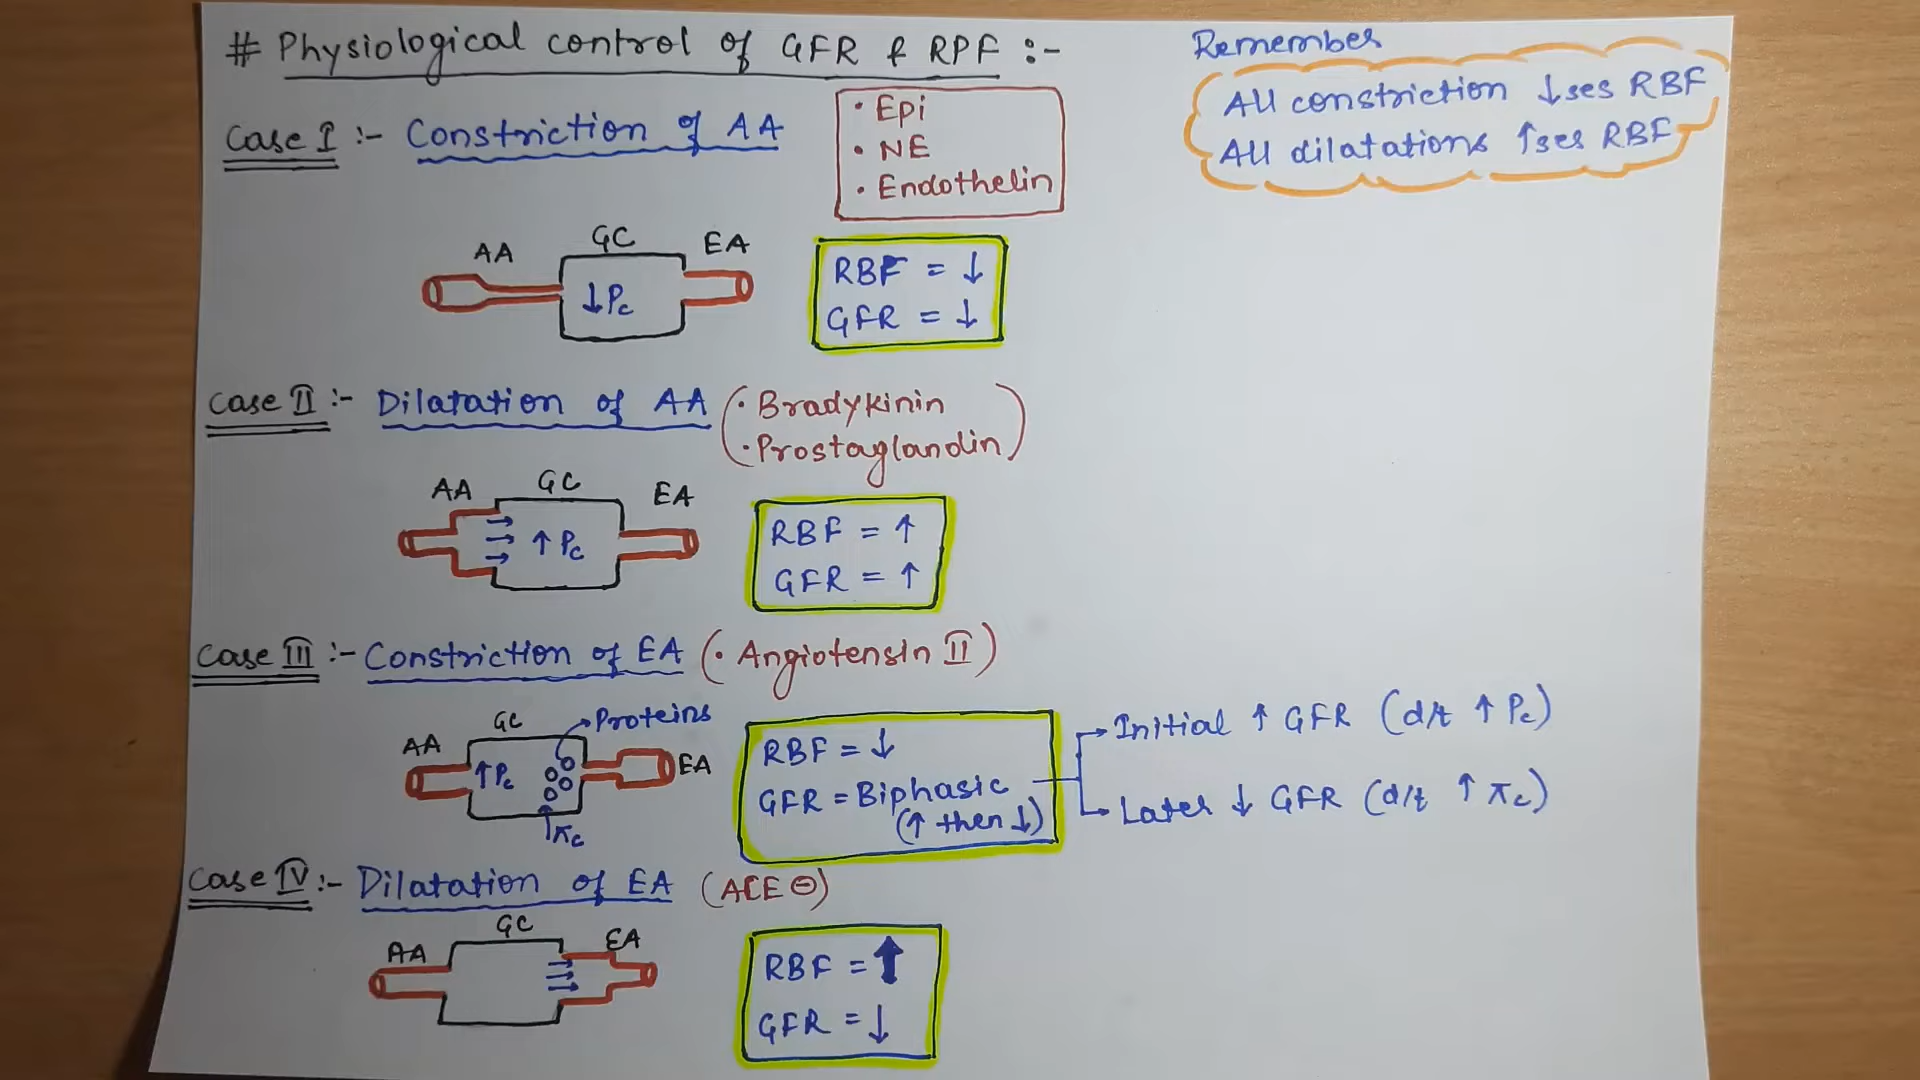 # Physiological control of GFR & RPF :-
Remember
All constriction ↓ses RBF
All dilatations ↑ses RBF
Case I :- Constriction of AA
• Epi
• NE
• Endothelin
AA GC EA
↓Pc
RBF = ↓
GFR = ↓
Case II :- Dilatation of AA
• Bradykinin
• Prostaglandin
AA GC EA
↑ Pc
RBF = ↑
GFR = ↑
Case III :- Constriction of EA (• Angiotensin II)
AA GC EA
Proteins
↑Pc
↑πc
RBF = ↓
GFR = Biphasic
(↑ then ↓)
Initial ↑ GFR (d/t ↑ Pc)
Later ↓ GFR (d/t ↑ πc)
Case IV :- Dilatation of EA (ACE ⊖)
AA GC EA
RBF = ↑
GFR = ↓